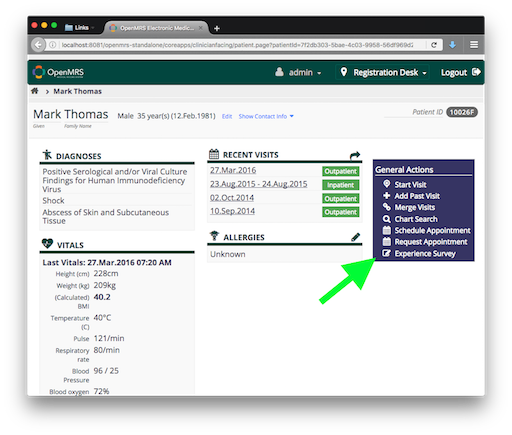 Links
OpenMRS Electronic Medic...
localhost:8081/openmrs-standalone/coreapps/clinicianfacing/patient.page?patientId=7f2db303-5bae-4c03-9958-56df969d2
OpenMRS
admin
Registration Desk
Logout
Mark Thomas
Mark Thomas Male 35 year(s) (12.Feb.1981) Edit Show Contact Info
Given Family Name
Patient ID 10026F
DIAGNOSES
Positive Serological and/or Viral Culture
Findings for Human Immunodeficiency
Virus
Shock
Abscess of Skin and Subcutaneous
Tissue
VITALS
Last Vitals: 27.Mar.2016 07:20 AM
Height (cm) 228cm
Weight (kg) 209kg
(Calculated) 40.2
BMI
Temperature 40°C
(C)
Pulse 121/min
Respiratory 80/min
rate
Blood 96 / 25
Pressure
Blood oxygen 72%
RECENT VISITS
27.Mar.2016 Outpatient
23.Aug.2015 - 24.Aug.2015 Inpatient
02.Oct.2014 Outpatient
10.Sep.2014 Outpatient
ALLERGIES
Unknown
General Actions
Start Visit
Add Past Visit
Merge Visits
Chart Search
Schedule Appointment
Request Appointment
Experience Survey